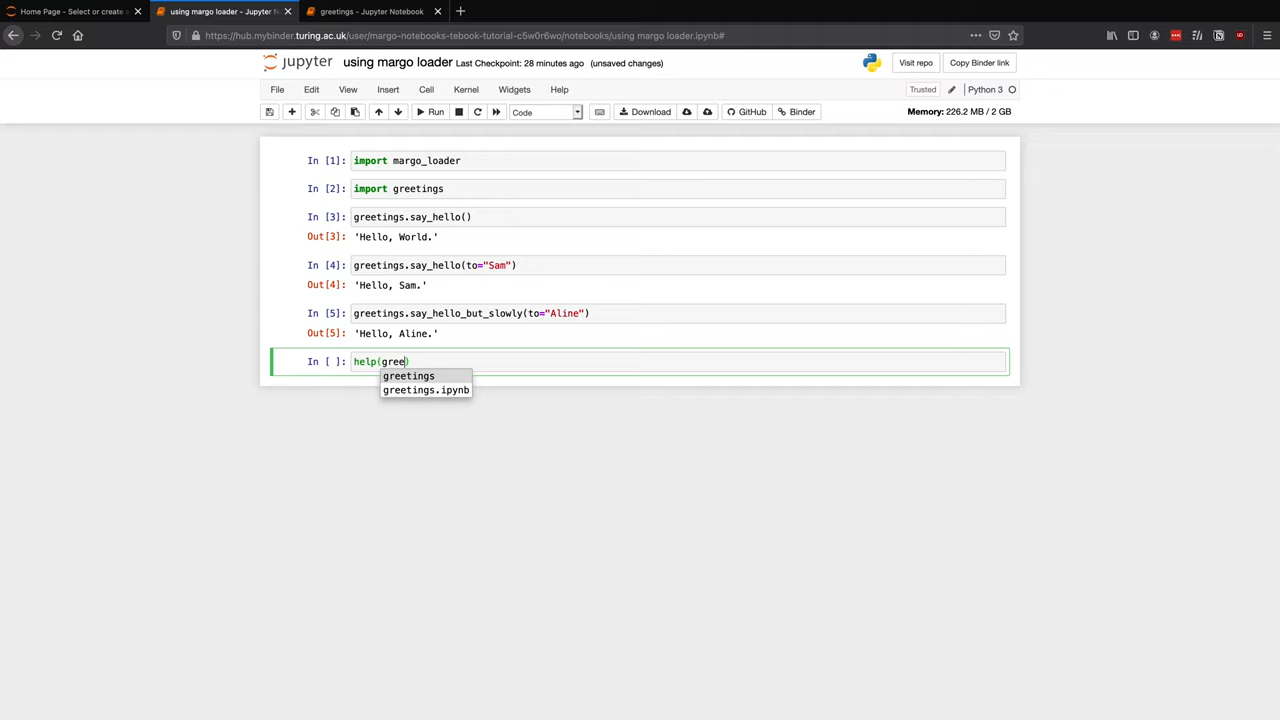 Home Page - Select or create a
using margo loader - Jupyter N
greetings - Jupyter Notebook
https://hub.mybinder.turing.ac.uk/user/margo-notebooks-tebook-tutorial-c5w0r6wo/notebooks/using margo loader.ipynb#
jupyter using margo loader Last Checkpoint: 28 minutes ago (unsaved changes) Visit repo Copy Binder link
File Edit View Insert Cell Kernel Widgets Help Trusted Python 3
Run Code Download GitHub Binder Memory: 226.2 MB / 2 GB
In [1]: import margo_loader
In [2]: import greetings
In [3]: greetings.say_hello()
Out[3]: 'Hello, World.'
In [4]: greetings.say_hello(to="Sam")
Out[4]: 'Hello, Sam.'
In [5]: greetings.say_hello_but_slowly(to="Aline")
Out[5]: 'Hello, Aline.'
In [ ]: help(gree)
greetings
greetings.ipynb